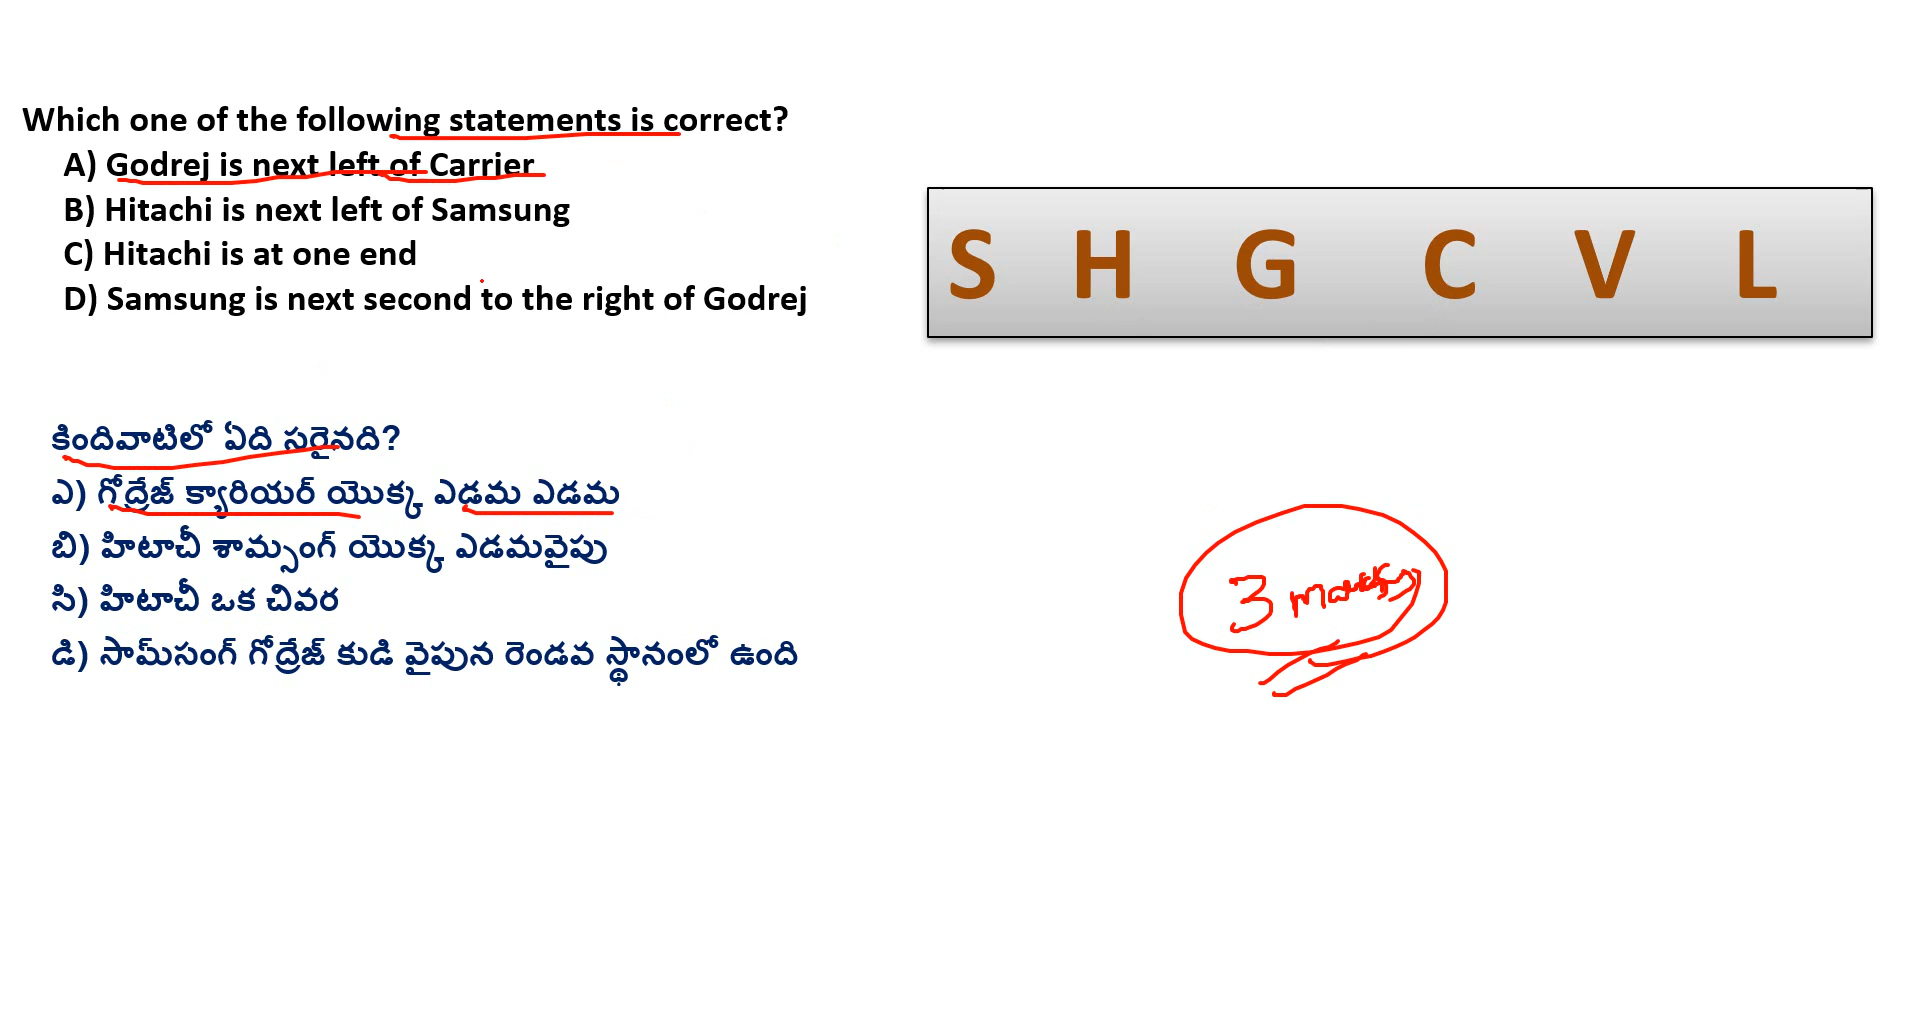 Which one of the following statements is correct?
A) Godrej is next left of Carrier
B) Hitachi is next left of Samsung
C) Hitachi is at one end
D) Samsung is next second to the right of Godrej
S H G C V L
కిందివాటిలో ఏది సరైనది?
ఎ) గోద్రేజ్ క్యారియర్ యొక్క ఎడమ ఎడమ
బి) హిటాచీ శామ్సంగ్ యొక్క ఎడమవైపు
సి) హిటాచీ ఒక చివర
డి) సామ్‌సంగ్ గోద్రేజ్ కుడి వైపున రెండవ స్థానంలో ఉంది
3 marks